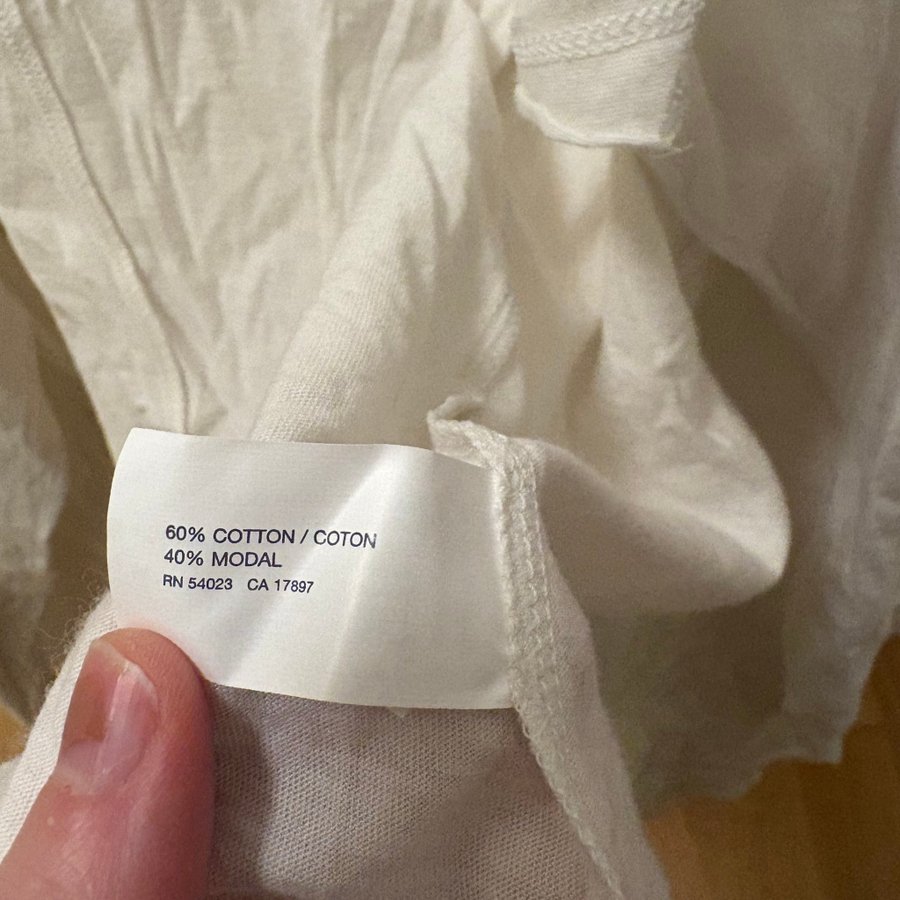 60% COTTON / COTON
40% MODAL
RN 54023 CA 17897